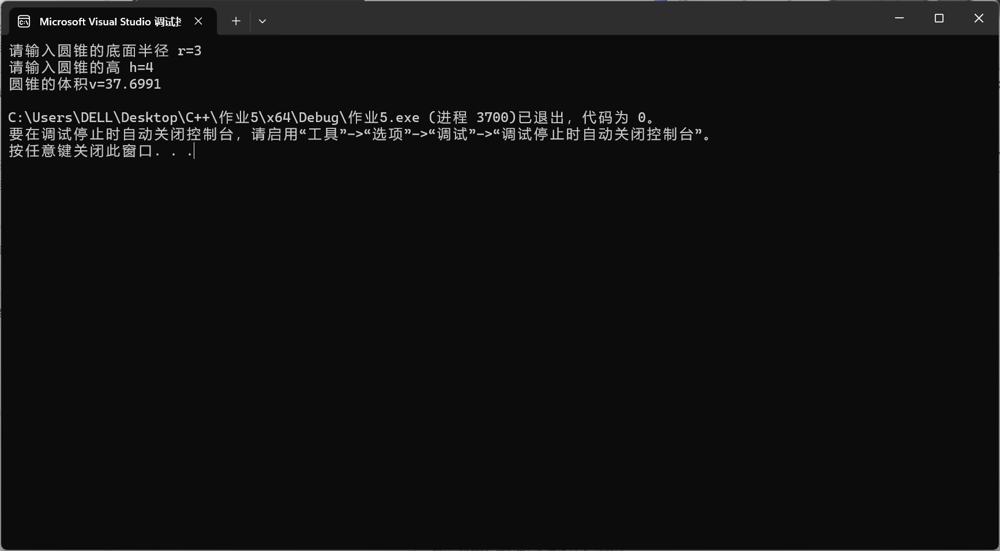 Microsoft Visual Studio 调试
请输入圆锥的底面半径 r=3
请输入圆锥的高 h=4
圆锥的体积v=37.6991
C:\Users\DELL\Desktop\C++\作业5\x64\Debug\作业5.exe (进程 3700)已退出，代码为 0。
要在调试停止时自动关闭控制台，请启用“工具”->“选项”->“调试”->“调试停止时自动关闭控制台”。
按任意键关闭此窗口. . .